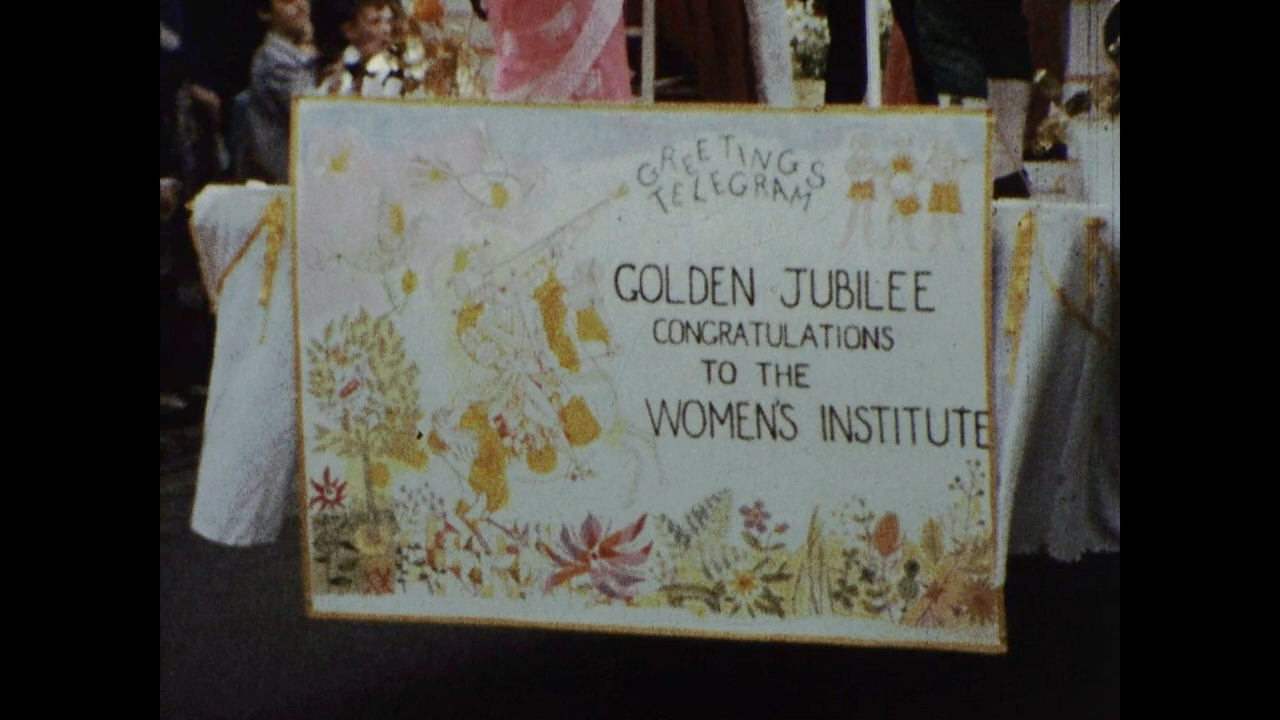 GREETINGS
TELEGRAM
GOLDEN JUBILEE
CONGRATULATIONS
TO THE
WOMEN'S INSTITUTE